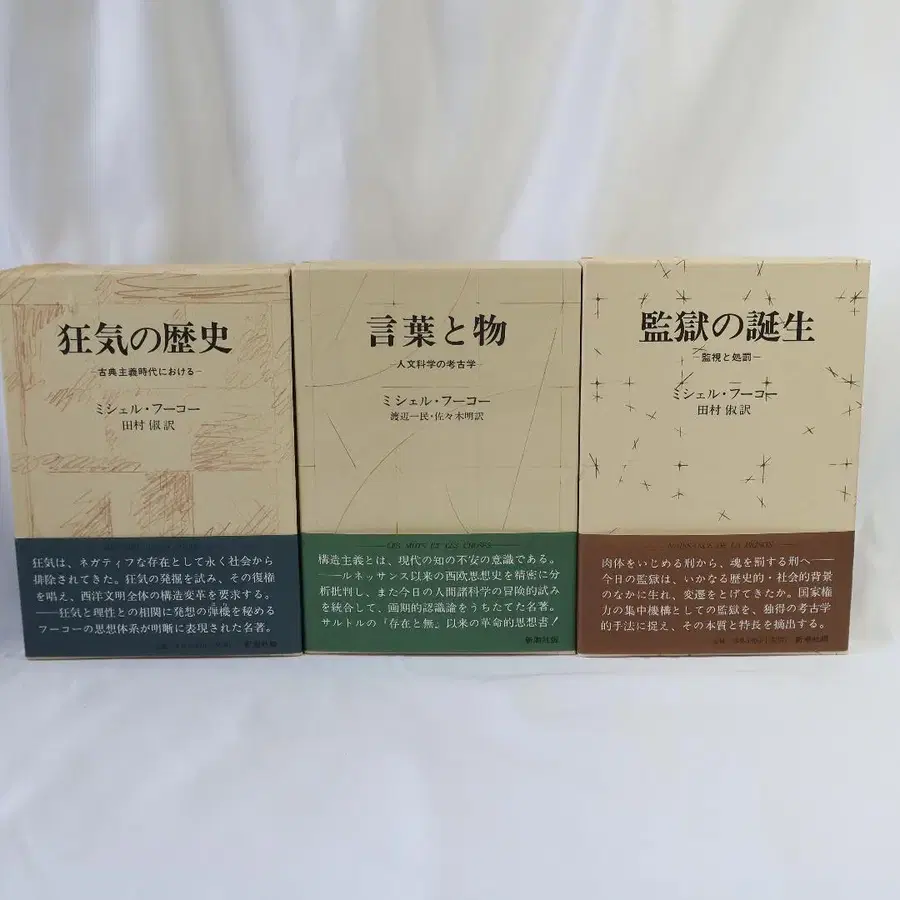 狂気の歴史
―古典主義時代における―
ミシェル・フーコー
田村 俶 訳
狂気は、ネガティフな存在として永く社会から
排除されてきた。狂気の発掘を試み、その復権
を唱え、西洋文明全体の構造変革を要求する。
――狂気と理性との相関に発想の弾機を秘める
フーコーの思想体系が明晰に表現された名著。
新潮社版
言葉と物
―人文科学の考古学―
ミシェル・フーコー
渡辺一民・佐々木明訳
LES MOTS ET LES CHOSES
構造主義とは、現代の知の不安の意識である。
――ルネッサンス以来の西欧思想史を精密に分
析批判し、また今日の人間諸科学の冒険的試み
を統合して、画期的認識論をうちたてた名著。
サルトルの『存在と無』以来の革命的思想書!
新潮社版
監獄の誕生
―監視と処罰―
ミシェル・フーコー
田村 俶 訳
NAISSANCE DE LA PRISON
肉体をいじめる刑から、魂を罰する刑へ――
今日の監獄は、いかなる歴史的・社会的背景
のなかに生れ、変遷をとげてきたか。国家権
力の集中機構としての監獄を、独得の考古学
的手法に捉え、その本質と特長を摘出する。
新潮社版